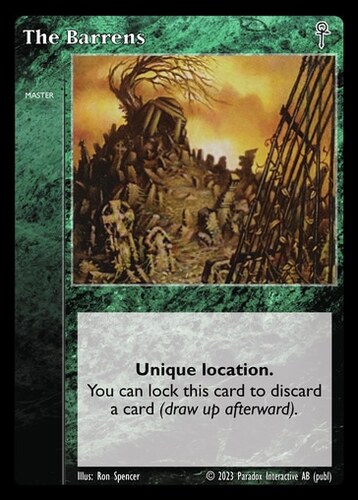 The Barrens
MASTER
Unique location.
You can lock this card to discard
a card (draw up afterward).
Illus: Ron Spencer
© 2023 Paradox Interactive AB (publ)